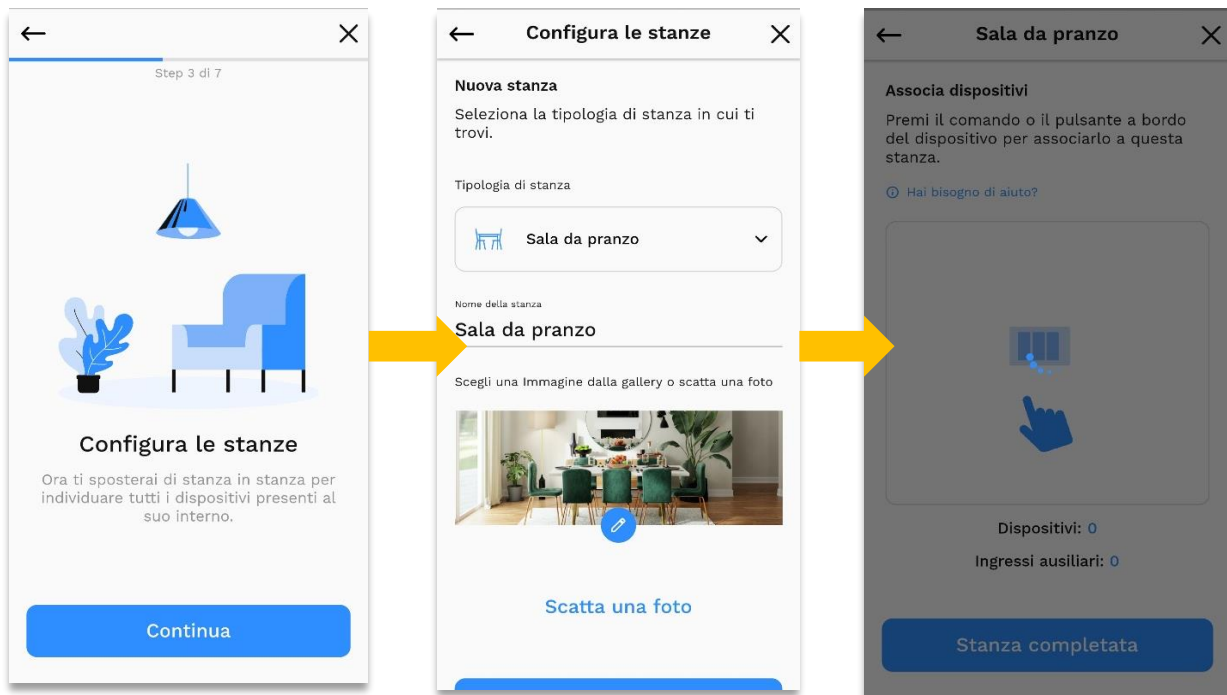 Step 3 di 7
Configura le stanze
Ora ti sposterai di stanza in stanza per
individuare tutti i dispositivi presenti al
suo interno.
Continua
Configura le stanze
Nuova stanza
Seleziona la tipologia di stanza in cui ti
trovi.
Tipologia di stanza
Sala da pranzo
Nome della stanza
Sala da pranzo
Scegli una Immagine dalla gallery o scatta una foto
Scatta una foto
Sala da pranzo
Associa dispositivi
Premi il comando o il pulsante a bordo
del dispositivo per associarlo a questa
stanza.
Hai bisogno di aiuto?
Dispositivi: 0
Ingressi ausiliari: 0
Stanza completata